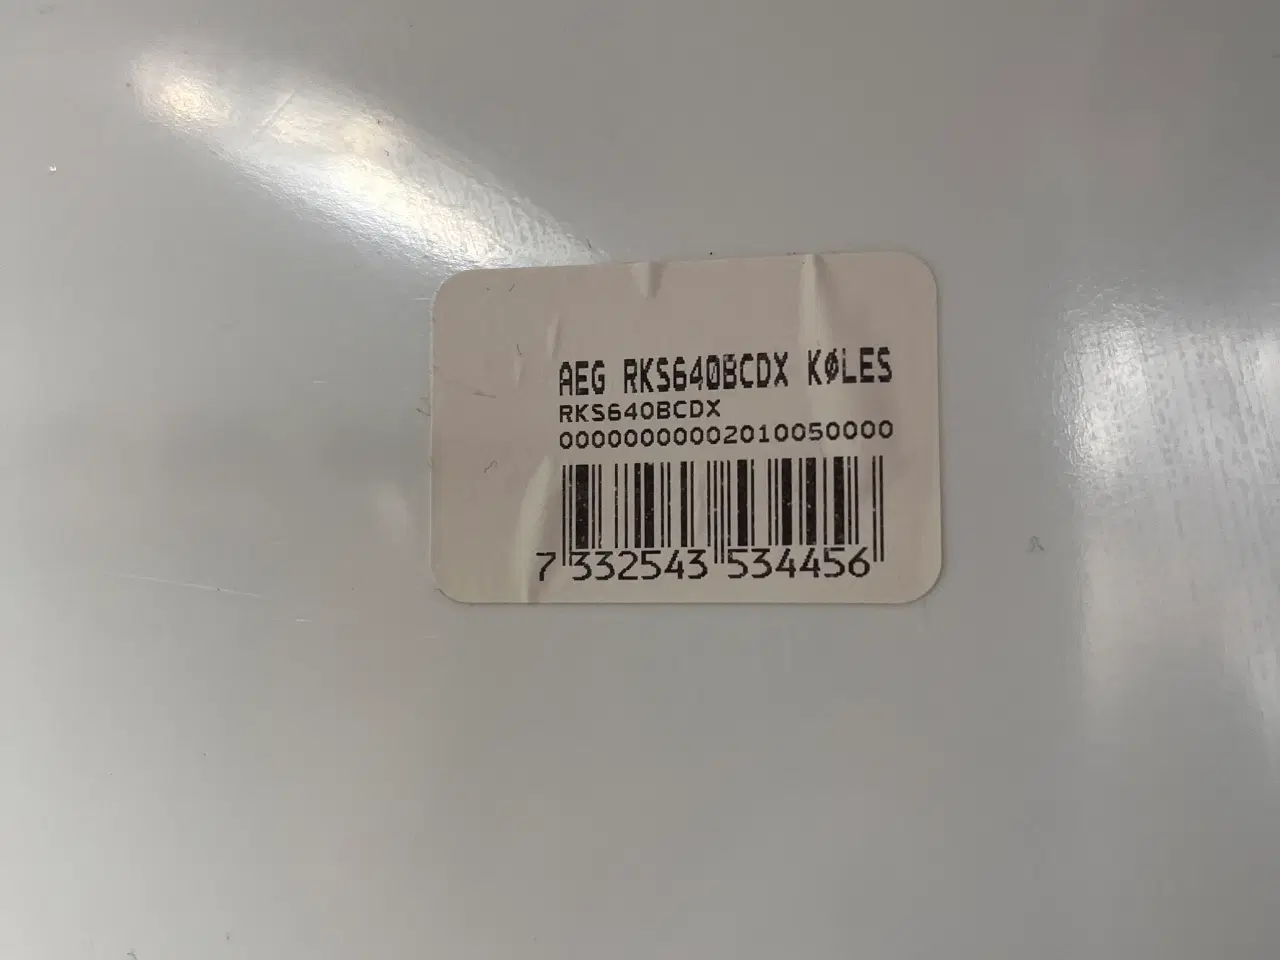 AEG RKS640BCDX KØLES
RKS640BCDX
00000000002010050000
7 332543 534456